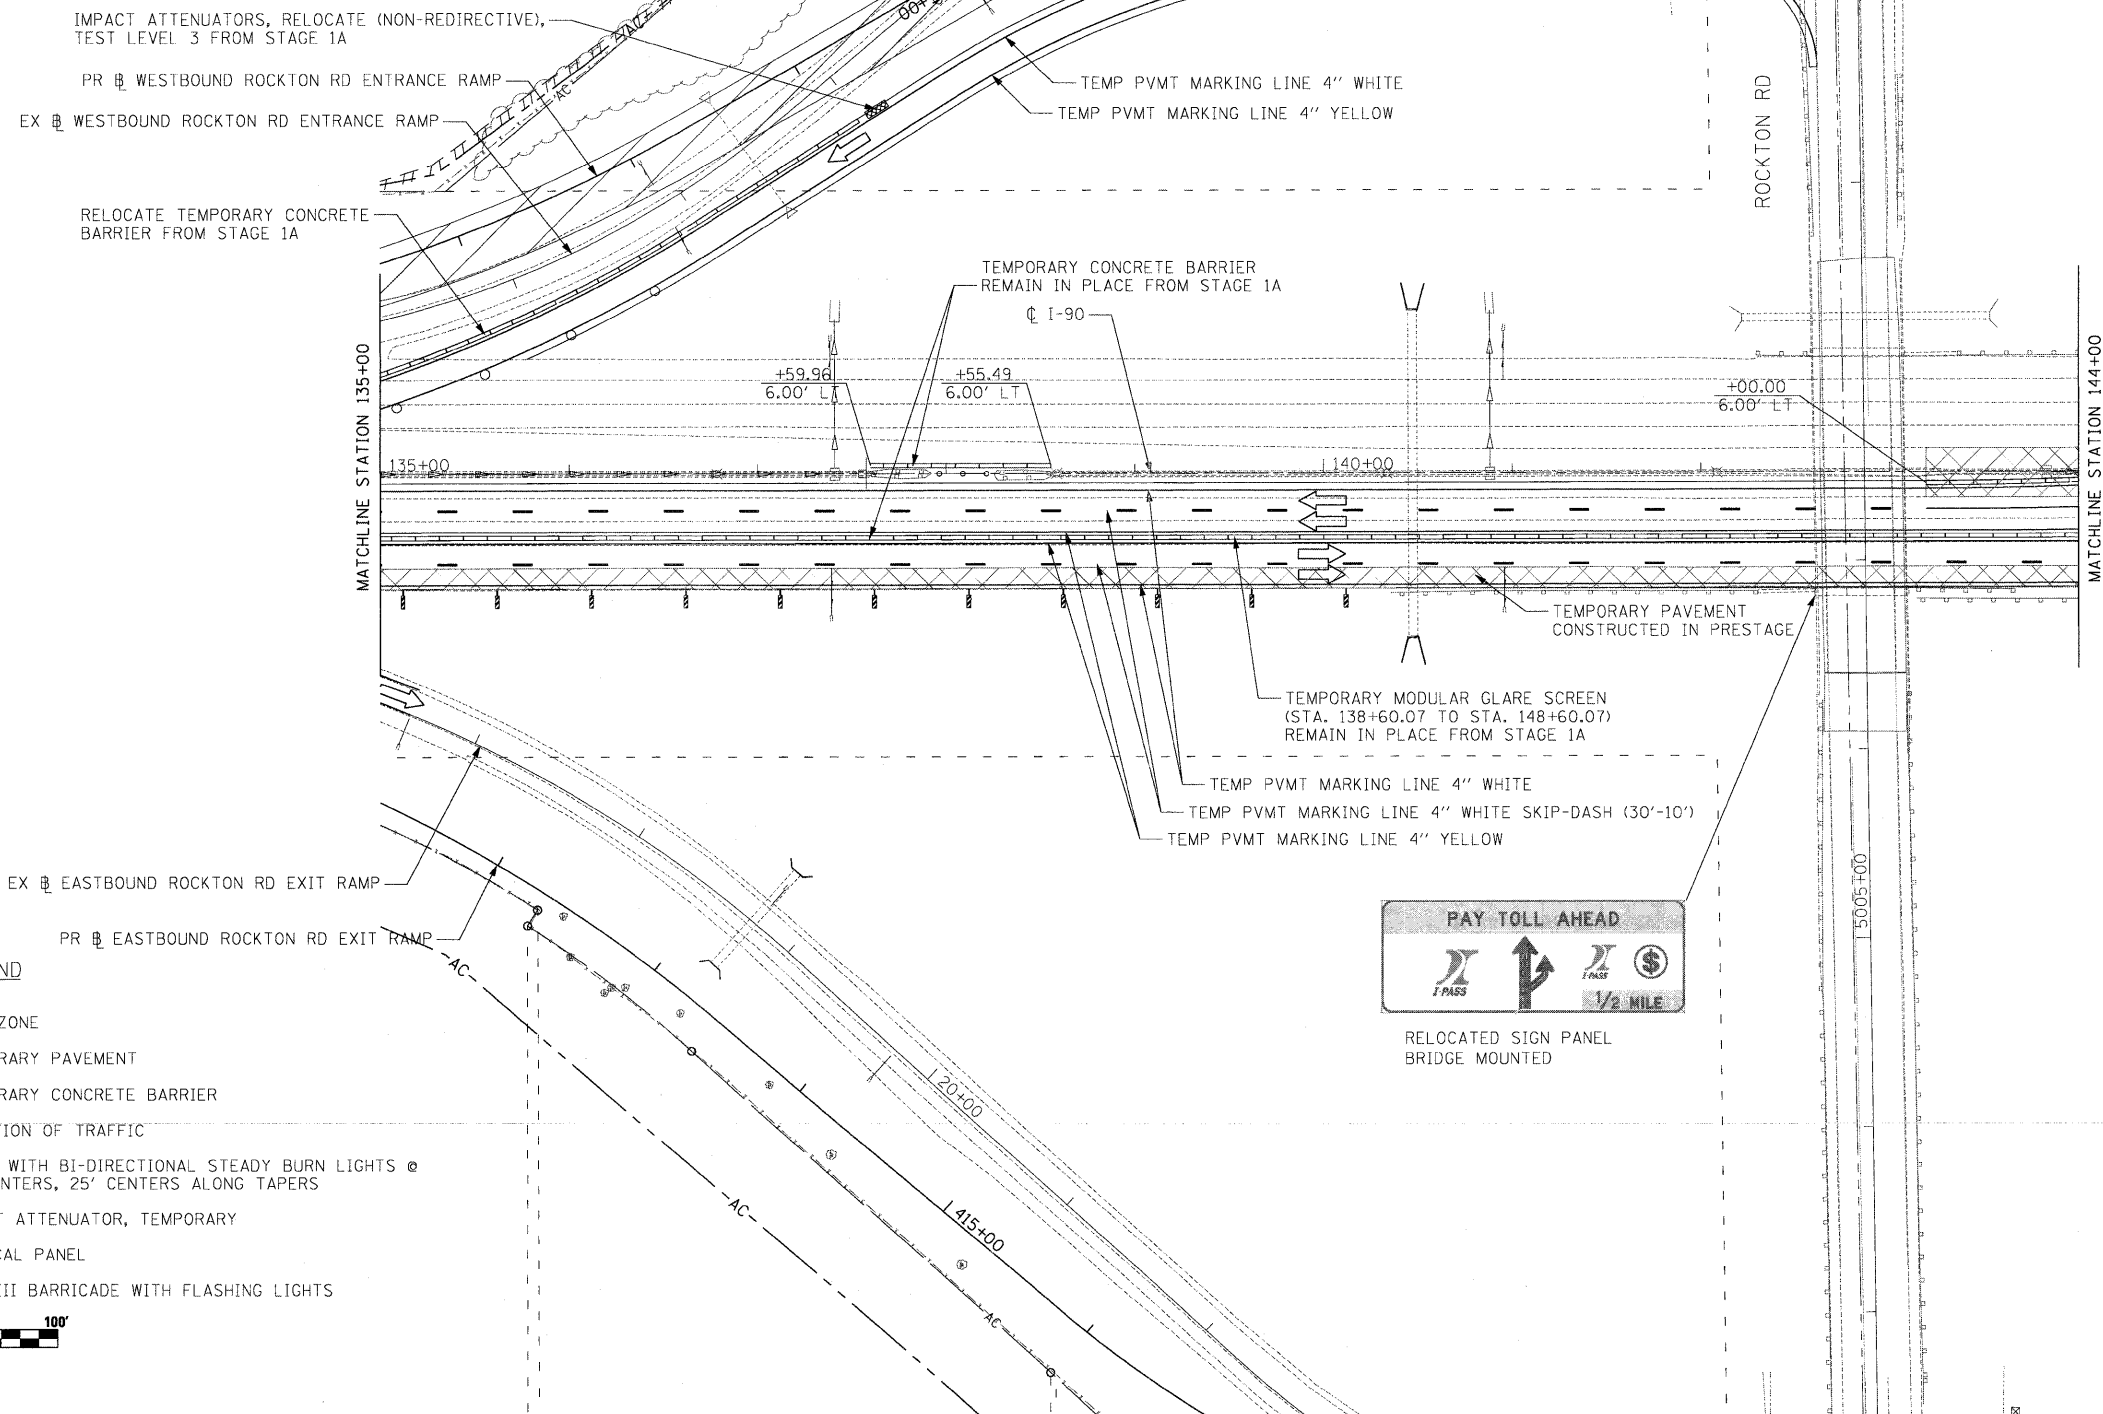 IMPACT ATTENUATORS, RELOCATE (NON-REDIRECTIVE),
TEST LEVEL 3 FROM STAGE 1A
PR ⅊ WESTBOUND ROCKTON RD ENTRANCE RAMP
EX ⅊ WESTBOUND ROCKTON RD ENTRANCE RAMP
RELOCATE TEMPORARY CONCRETE
BARRIER FROM STAGE 1A
AC
AC
TEMP PVMT MARKING LINE 4" WHITE
TEMP PVMT MARKING LINE 4" YELLOW
ROCKTON RD
TEMPORARY CONCRETE BARRIER
REMAIN IN PLACE FROM STAGE 1A
℄ I-90
MATCHLINE STATION 135+00
+59.96
6.00' LT
+55.49
6.00' LT
+00.00
6.00' LT
135+00
140+00
MATCHLINE STATION 144+00
TEMPORARY PAVEMENT
CONSTRUCTED IN PRESTAGE
TEMPORARY MODULAR GLARE SCREEN
(STA. 138+60.07 TO STA. 148+60.07)
REMAIN IN PLACE FROM STAGE 1A
TEMP PVMT MARKING LINE 4" WHITE
TEMP PVMT MARKING LINE 4" WHITE SKIP-DASH (30'-10')
TEMP PVMT MARKING LINE 4" YELLOW
EX ⅊ EASTBOUND ROCKTON RD EXIT RAMP
PR ⅊ EASTBOUND ROCKTON RD EXIT RAMP
AC
5005+00
PAY TOLL AHEAD
I-PASS
I-PASS
$
1/2 MILE
RELOCATED SIGN PANEL
BRIDGE MOUNTED
ND
ZONE
RARY PAVEMENT
RARY CONCRETE BARRIER
TION OF TRAFFIC
WITH BI-DIRECTIONAL STEADY BURN LIGHTS @
NTERS, 25' CENTERS ALONG TAPERS
T ATTENUATOR, TEMPORARY
CAL PANEL
III BARRICADE WITH FLASHING LIGHTS
100'
20+00
AC
415+00
AC